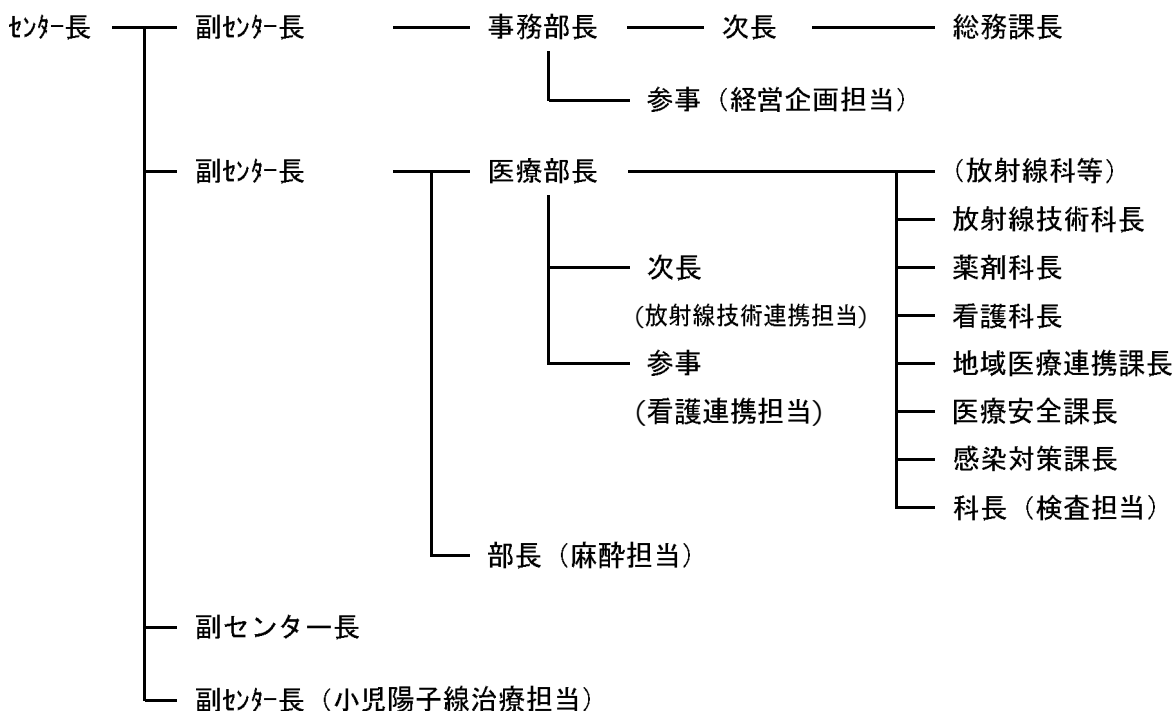 ｾﾝﾀｰ長 副ｾﾝﾀｰ長 事務部長 次長 総務課長
参事（経営企画担当）
副ｾﾝﾀｰ長 医療部長 (放射線科等）
放射線技術科長
次長 薬剤科長
(放射線技術連携担当） 看護科長
参事 地域医療連携課長
(看護連携担当） 医療安全課長
感染対策課長
科長（検査担当）
部長（麻酔担当）
副センター長
副ｾﾝﾀｰ長（小児陽子線治療担当）